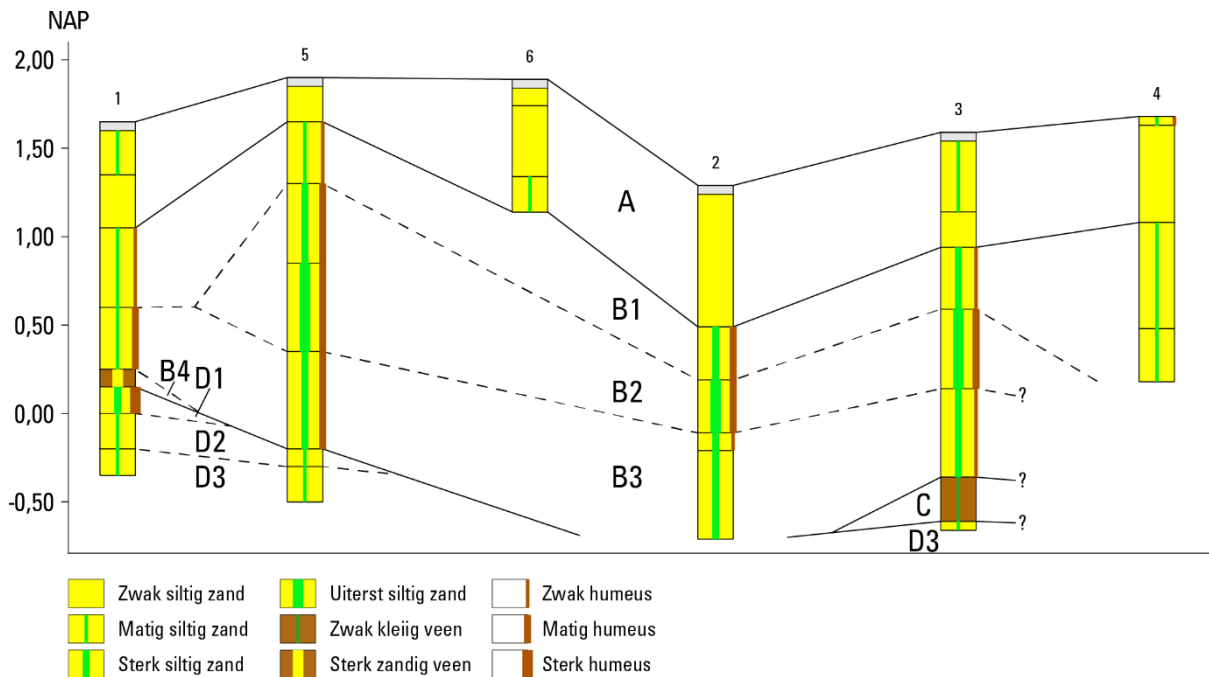 NAP
2,00
1,50
1,00
0,50
0,00
-0,50
1
5
6
2
3
4
A
B1
B2
B3
B4
D1
D2
D3
C
D3
?
?
?
Zwak siltig zand
Uiterst siltig zand
Zwak humeus
Matig siltig zand
Zwak kleiig veen
Matig humeus
Sterk siltig zand
Sterk zandig veen
Sterk humeus